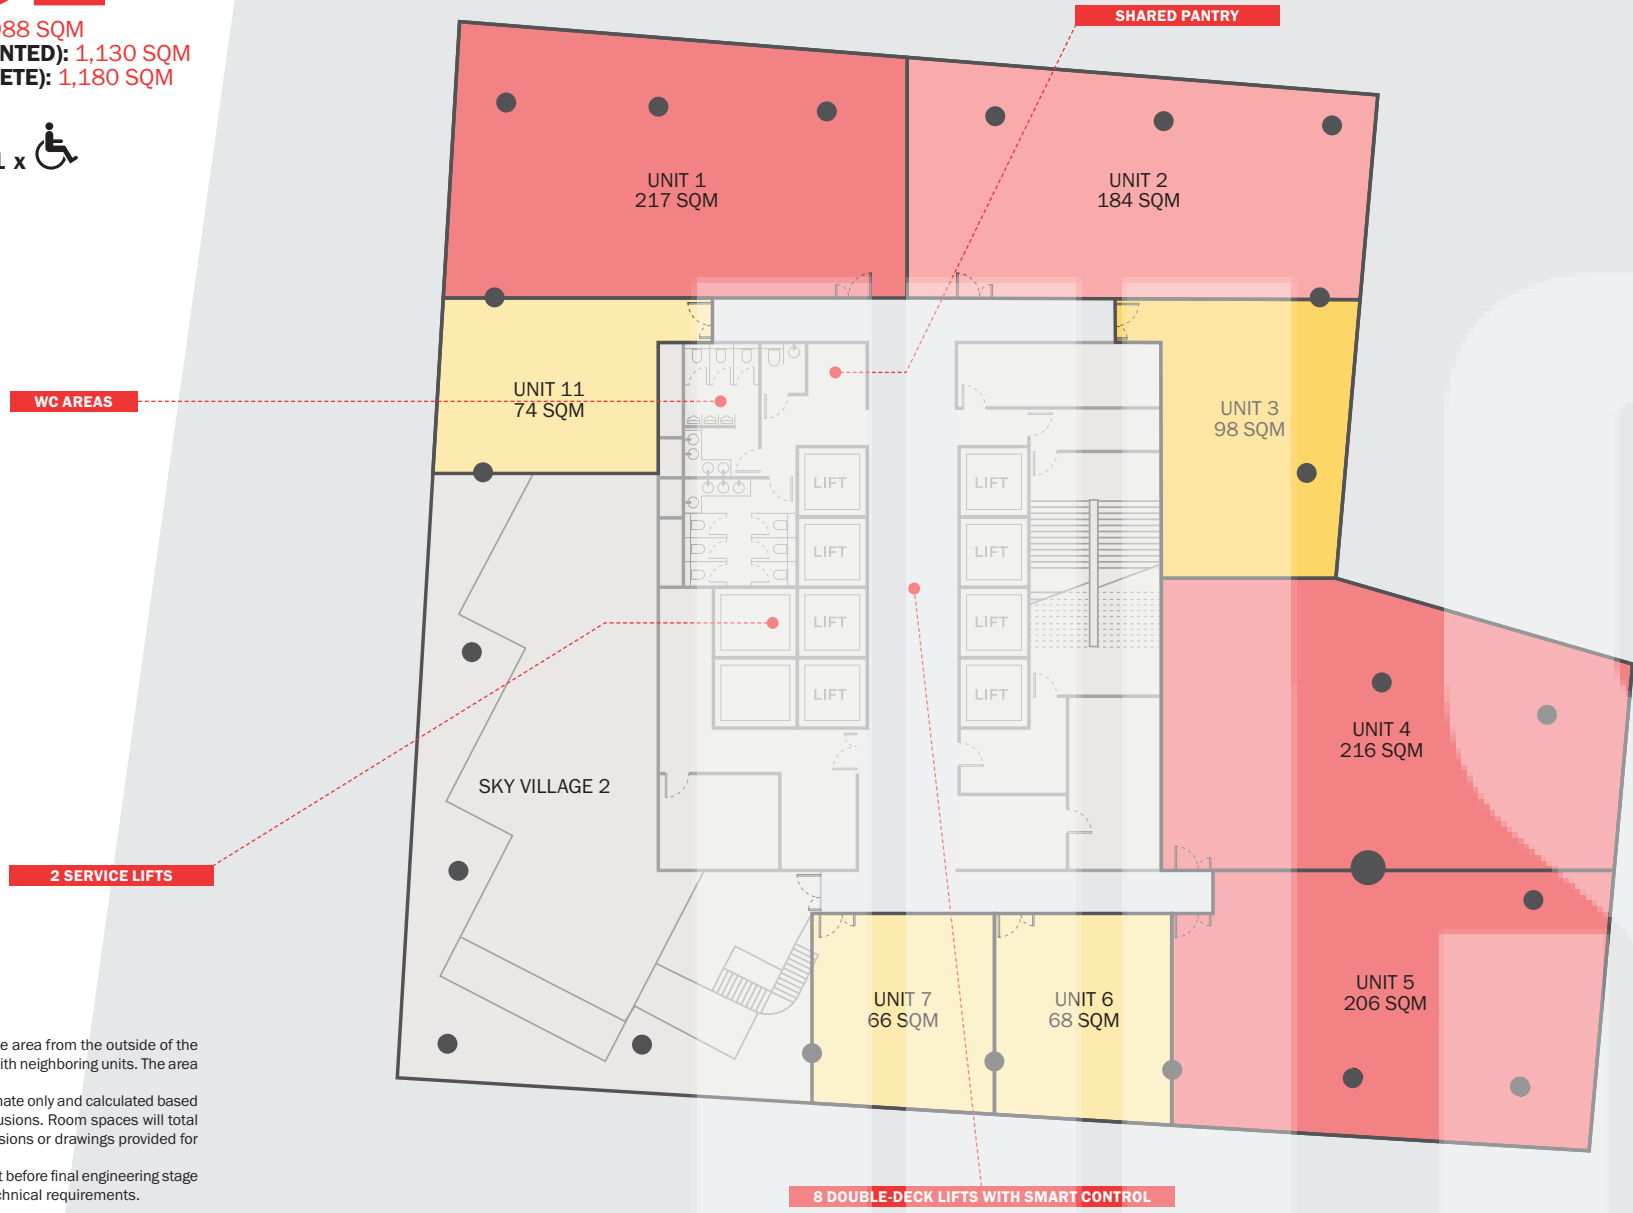 SHARED PANTRY
988 SQM
NTED): 1,130 SQM
ETE): 1,180 SQM
1 x
UNIT 1
217 SQM
UNIT 2
184 SQM
UNIT 11
74 SQM
WC AREAS
UNIT 3
98 SQM
LIFT
LIFT
LIFT
LIFT
LIFT
LIFT
LIFT
LIFT
UNIT 4
216 SQM
SKY VILLAGE 2
2 SERVICE LIFTS
UNIT 7
66 SQM
UNIT 6
68 SQM
UNIT 5
206 SQM
e area from the outside of the
ith neighboring units. The area
nate only and calculated based
usions. Room spaces will total
sions or drawings provided for
t before final engineering stage
chnical requirements.
8 DOUBLE-DECK LIFTS WITH SMART CONTROL